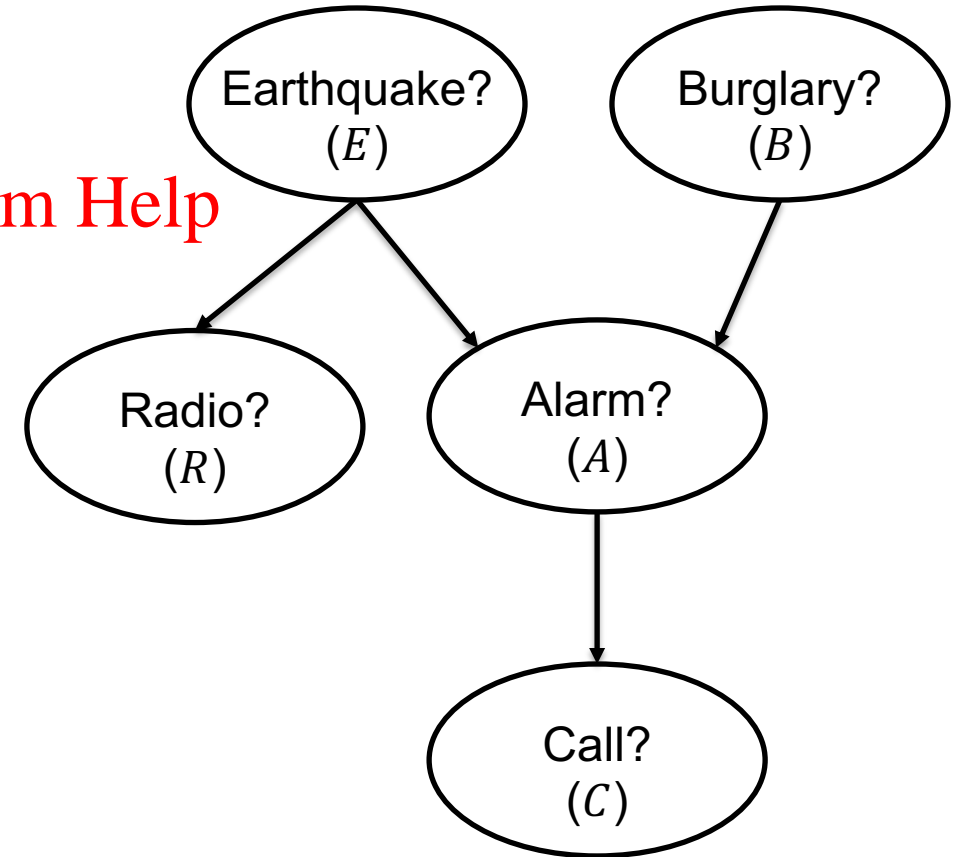 Earthquake?
(E)
Burglary?
(B)
m Help
Radio?
(R)
Alarm?
(A)
Call?
(C)